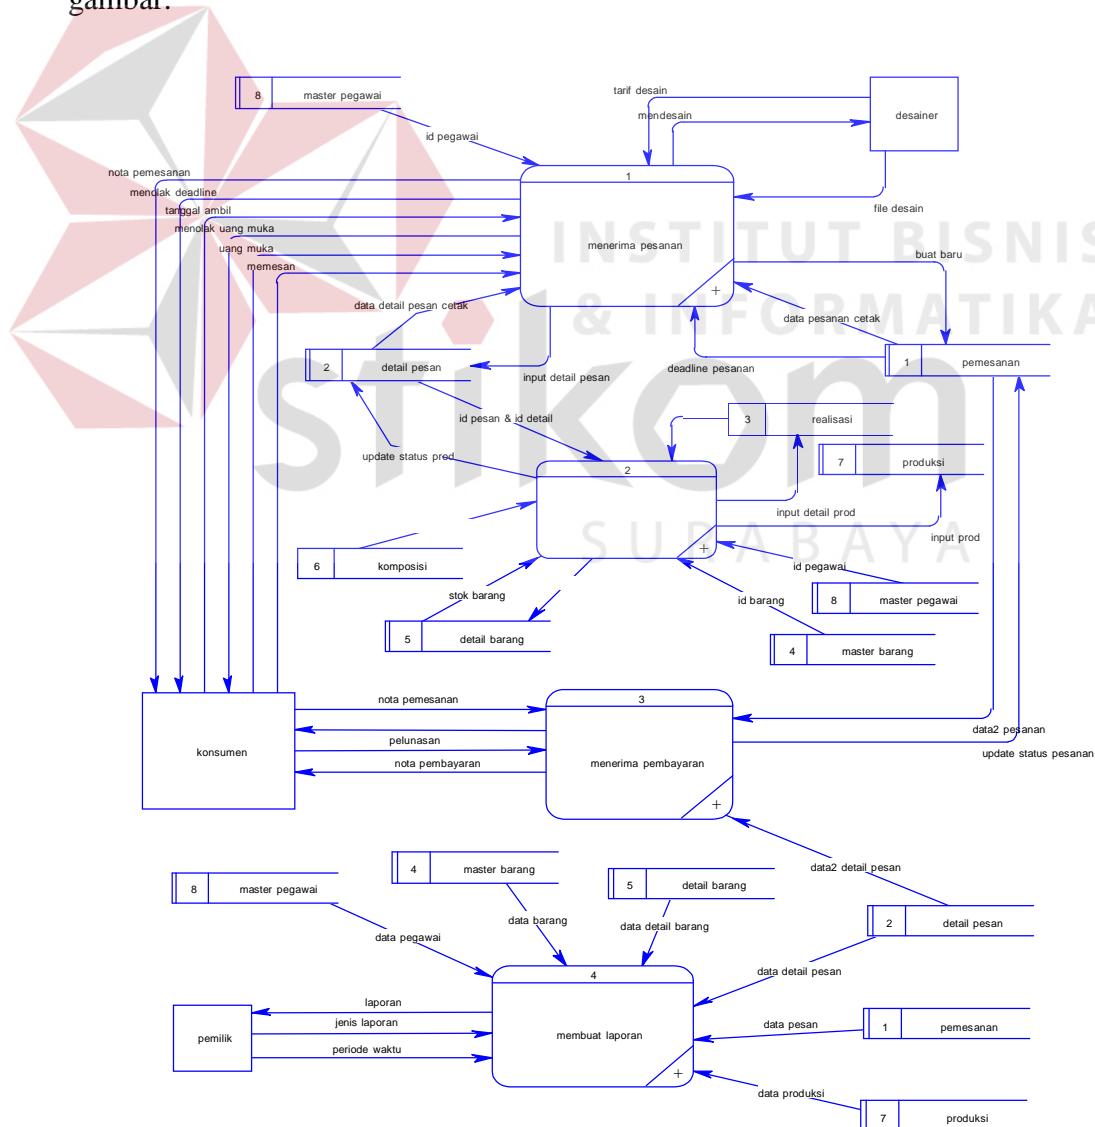 gambar.
8 master pegawai
id pegawai
tarif desain
mendesain
desainer
file desain
nota pemesanan
menolak deadline
tanggal ambil
menolak uang muka
uang muka
memesan
1
menerima pesanan
+
INSTITUT BISNIS
& INFORMATIKA
stikom
SURABAYA
buat baru
data pesanan cetak
deadline pesanan
1 pemesanan
data detail pesan cetak
2 detail pesan
input detail pesan
id pesan & id detail
update status prod
3 realisasi
7 produksi
2
+
input detail prod
input prod
6 komposisi
stok barang
5 detail barang
id pegawai
8 master pegawai
id barang
4 master barang
konsumen
nota pemesanan
pelunasan
nota pembayaran
3
menerima pembayaran
+
data2 pesanan
update status pesanan
data2 detail pesan
2 detail pesan
8 master pegawai
4 master barang
5 detail barang
data pegawai
data barang
data detail barang
data detail pesan
4
membuat laporan
+
pemilik
laporan
jenis laporan
periode waktu
data pesan
1 pemesanan
data produksi
7 produksi